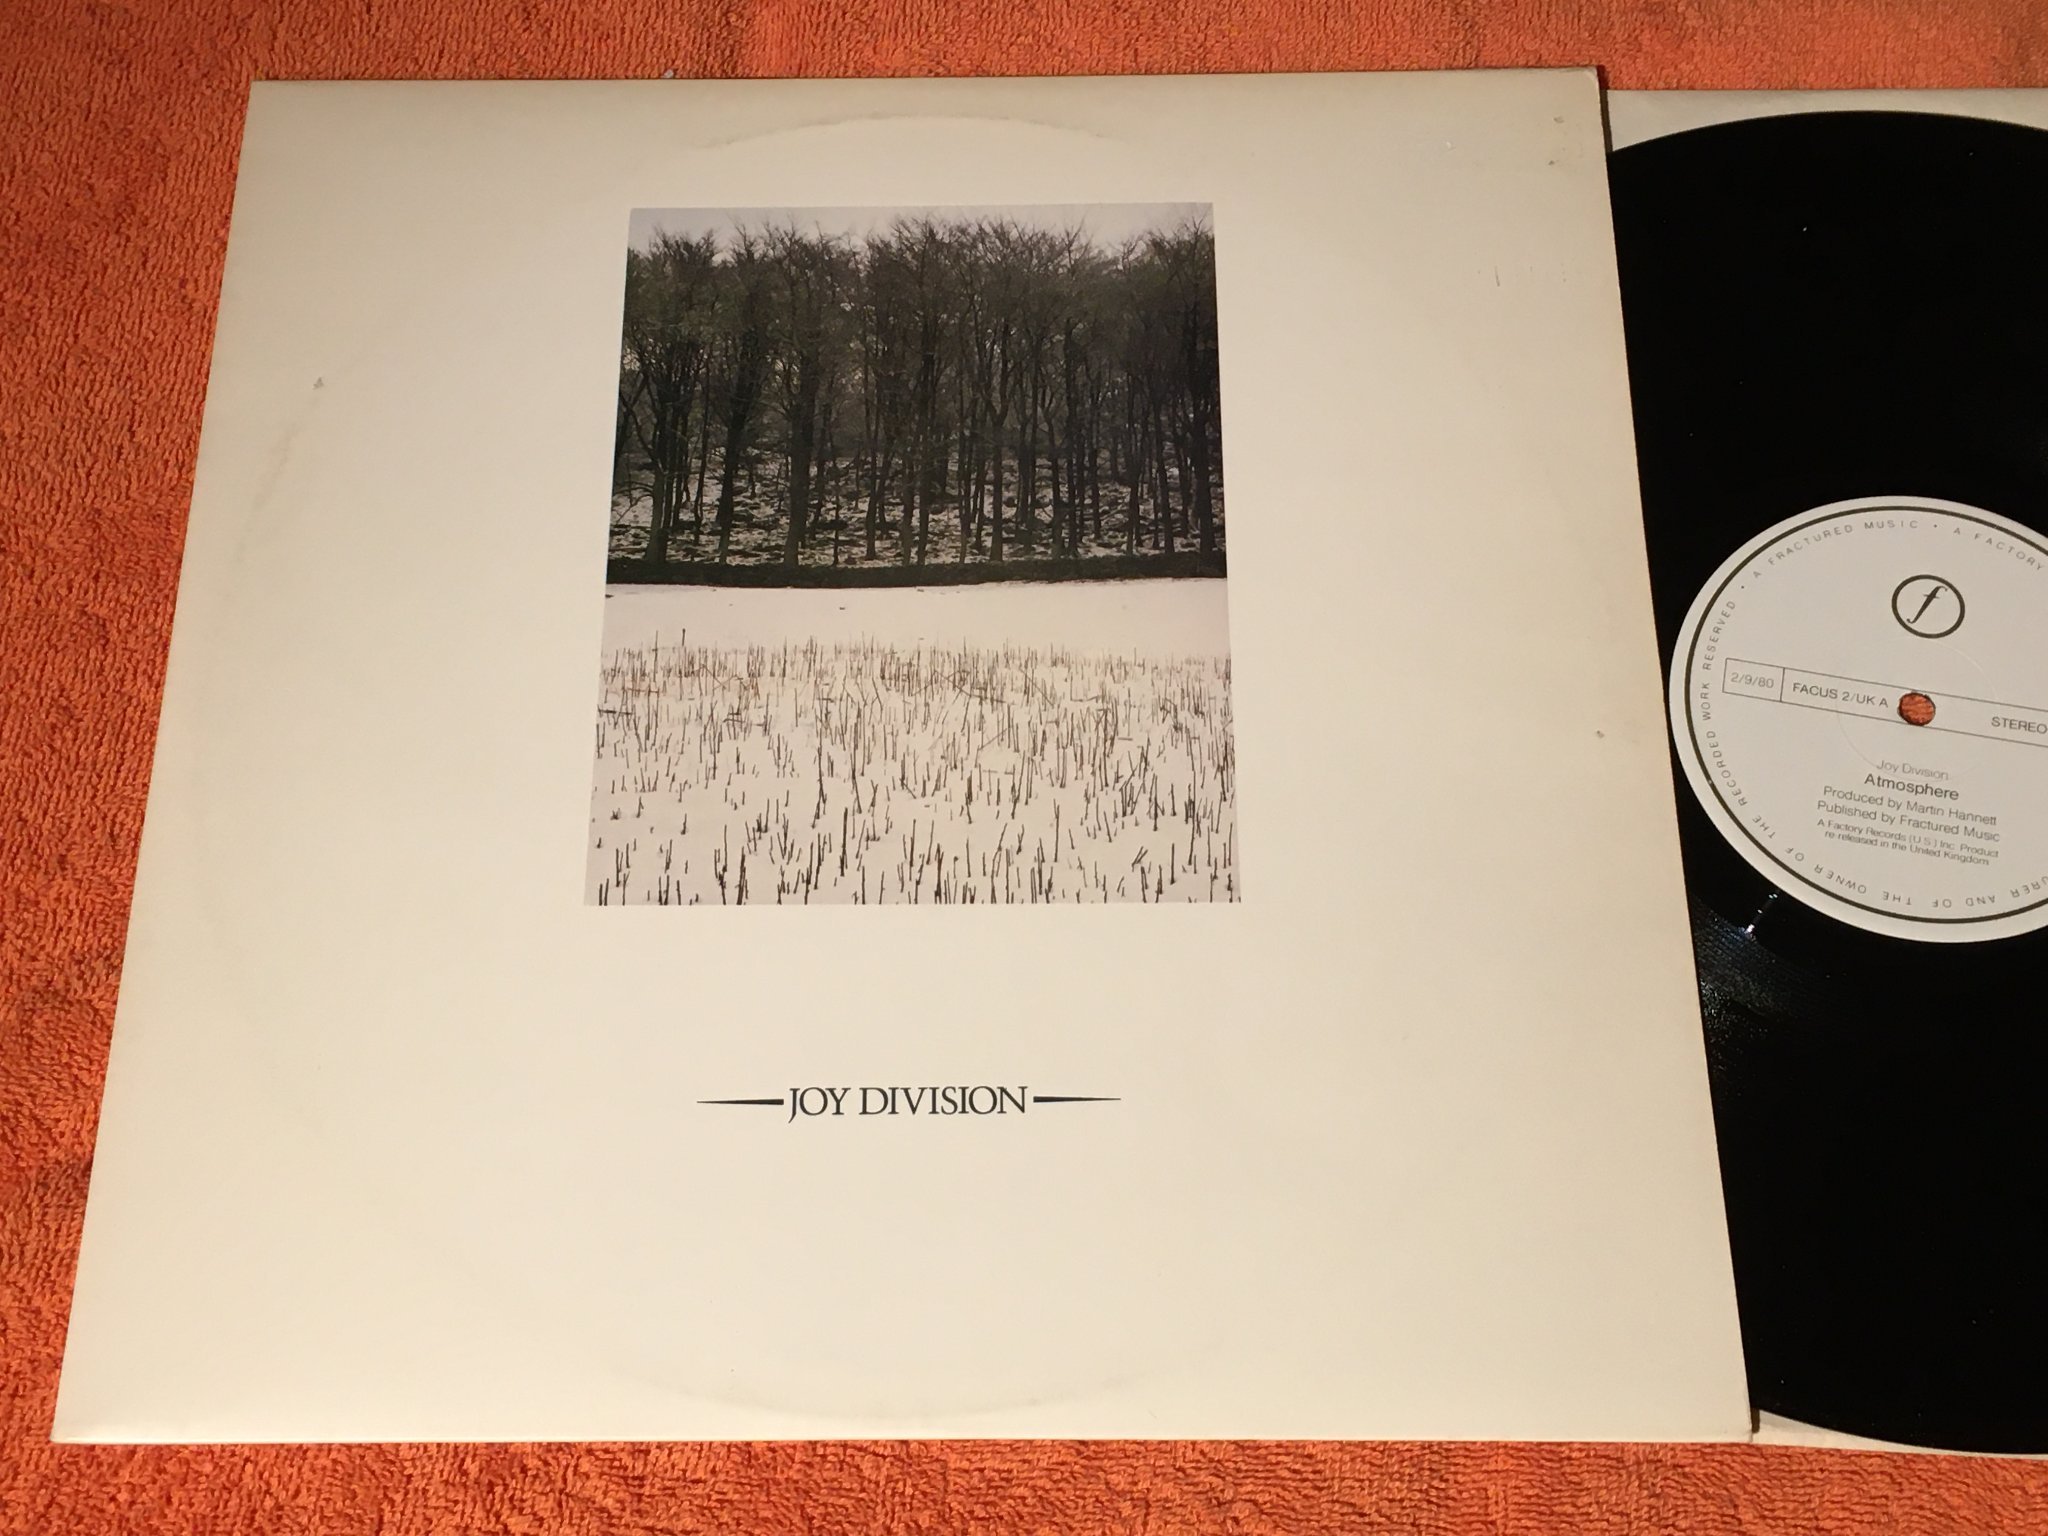 JOY DIVISION
A FRACTURED MUSIC • A FACTORY
URER AND OF THE OWNER OF THE RECORDED WORK RESERVED •
f
2/9/80 FACUS 2/UK A STEREO
Joy Division
Atmosphere
Produced by Martin Hannett
Published by Fractured Music
A Factory Records (U.S.) Inc. Product
re-released in the United Kingdom